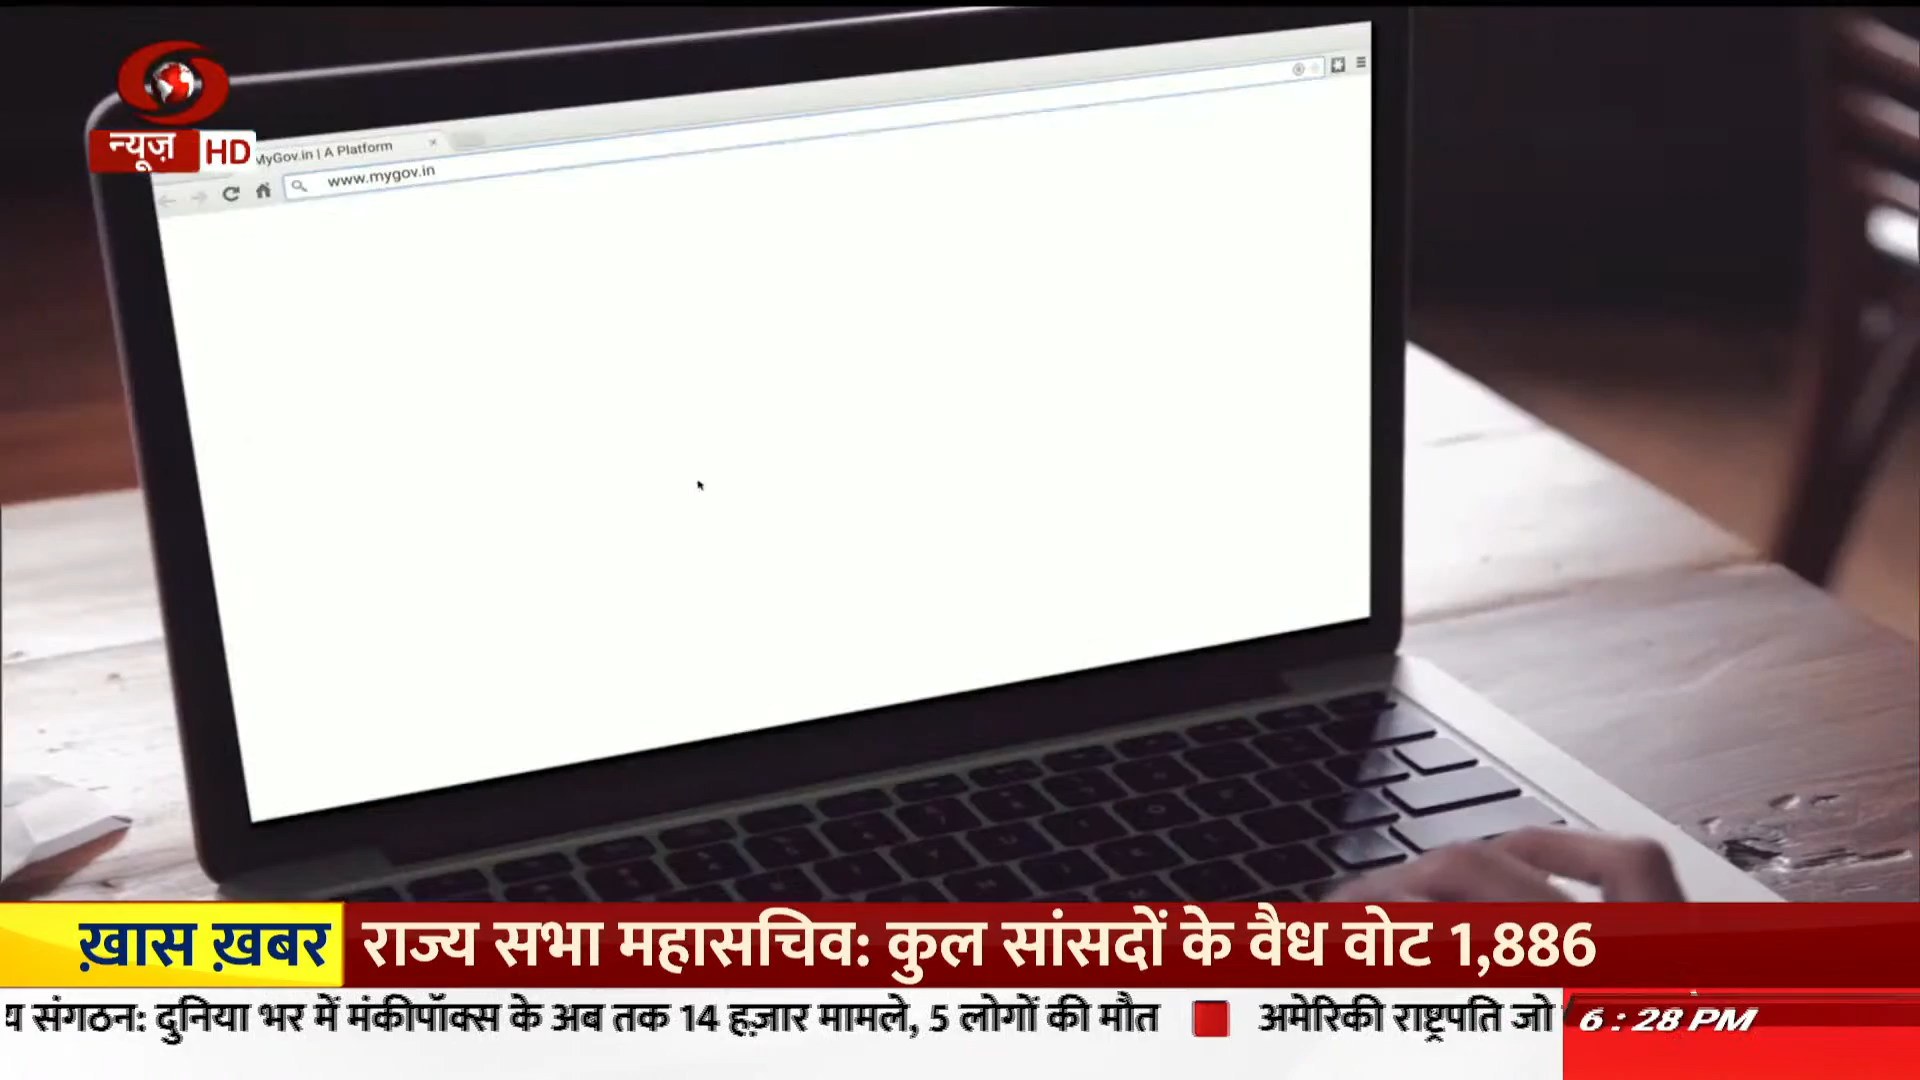 न्यूज़ HD
MyGov.in | A Platform
www.mygov.in
ख़ास ख़बर
राज्य सभा महासचिव: कुल सांसदों के वैध वोट 1,886
य संगठन: दुनिया भर में मंकीपॉक्स के अब तक 14 हज़ार मामले, 5 लोगों की मौत
अमेरिकी राष्ट्रपति जो
6 : 28 PM